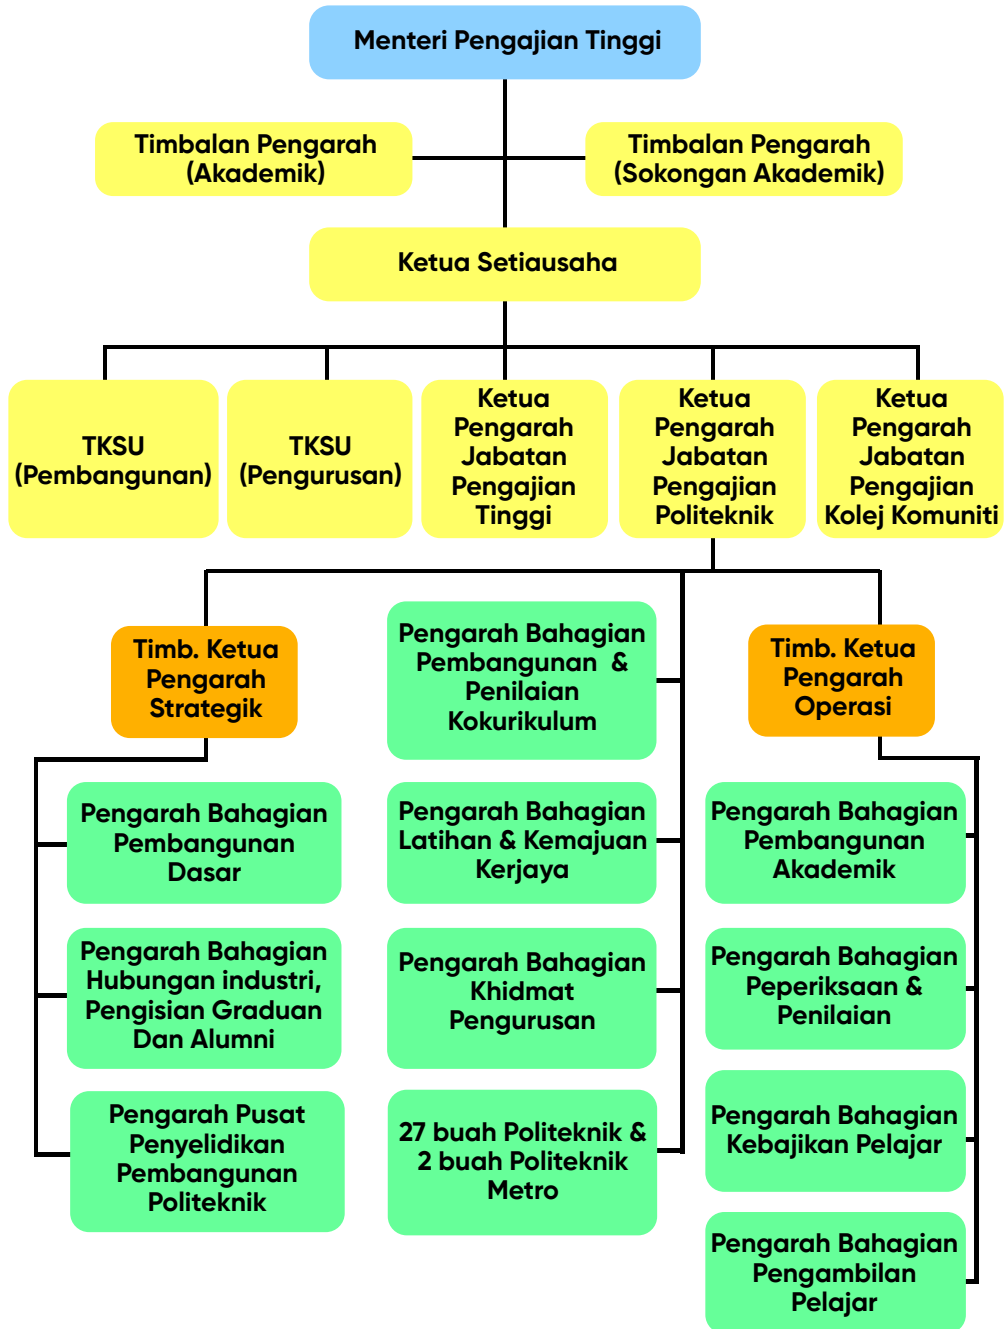 Menteri Pengajian Tinggi
Timbalan Pengarah
(Akademik)
Timbalan Pengarah
(Sokongan Akademik)
Ketua Setiausaha
TKSU
(Pembangunan)
TKSU
(Pengurusan)
Ketua
Pengarah
Jabatan
Pengajian
Tinggi
Ketua
Pengarah
Jabatan
Pengajian
Politeknik
Ketua
Pengarah
Jabatan
Pengajian
Kolej Komuniti
Timb. Ketua
Pengarah
Strategik
Pengarah Bahagian
Pembangunan
Dasar
Pengarah Bahagian
Hubungan industri,
Pengisian Graduan
Dan Alumni
Pengarah Pusat
Penyelidikan
Pembangunan
Politeknik
Pengarah Bahagian
Pembangunan &
Penilaian
Kokurikulum
Pengarah Bahagian
Latihan & Kemajuan
Kerjaya
Pengarah Bahagian
Khidmat
Pengurusan
27 buah Politeknik &
2 buah Politeknik
Metro
Timb. Ketua
Pengarah
Operasi
Pengarah Bahagian
Pembangunan
Akademik
Pengarah Bahagian
Peperiksaan &
Penilaian
Pengarah Bahagian
Kebajikan Pelajar
Pengarah Bahagian
Pengambilan
Pelajar